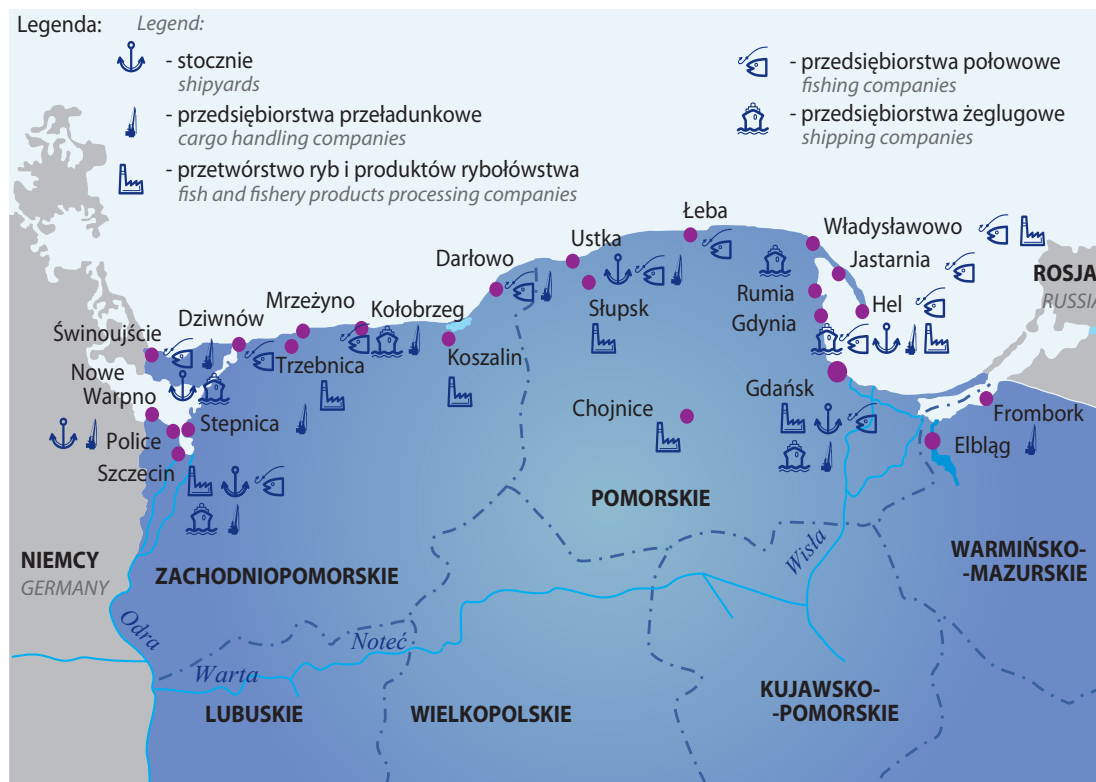 Legenda: Legend:
- stocznie
shipyards
- przedsiębiorstwa przeładunkowe
cargo handling companies
- przetwórstwo ryb i produktów rybołówstwa
fish and fishery products processing companies
- przedsiębiorstwa połowowe
fishing companies
- przedsiębiorstwa żeglugowe
shipping companies
Łeba
Władysławowo
Ustka
Jastarnia
Darłowo
ROSJA
RUSSIA
Mrzeżyno
Kołobrzeg
Słupsk
Rumia
Hel
Dziwnów
Gdynia
Świnoujście
Trzebnica
Koszalin
Nowe
Warpno
Gdańsk
Stepnica
Chojnice
Frombork
Police
Elbląg
Szczecin
POMORSKIE
Wisła
WARMIŃSKO-
-MAZURSKIE
NIEMCY
GERMANY
ZACHODNIOPOMORSKIE
Odra
Noteć
Warta
KUJAWSKO-
-POMORSKIE
LUBUSKIE
WIELKOPOLSKIE